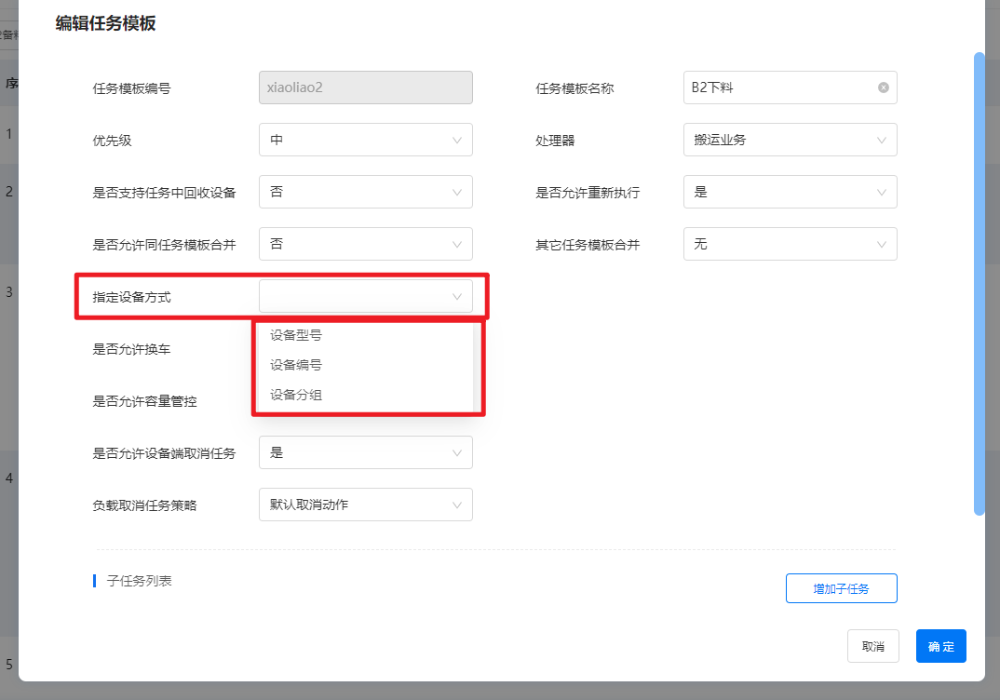 编辑任务模板
任务模板编号 xiaoliao2 任务模板名称 B2下料
优先级 中 处理器 搬运业务
是否支持任务中回收设备 否 是否允许重新执行 是
是否允许同任务模板合并 否 其它任务模板合并 无
指定设备方式
设备型号
是否允许换车
设备编号
设备分组
是否允许容量管控
是否允许设备端取消任务 是
负载取消任务策略 默认取消动作
子任务列表 增加子任务
取消 确定
序
1
2
3
4
5